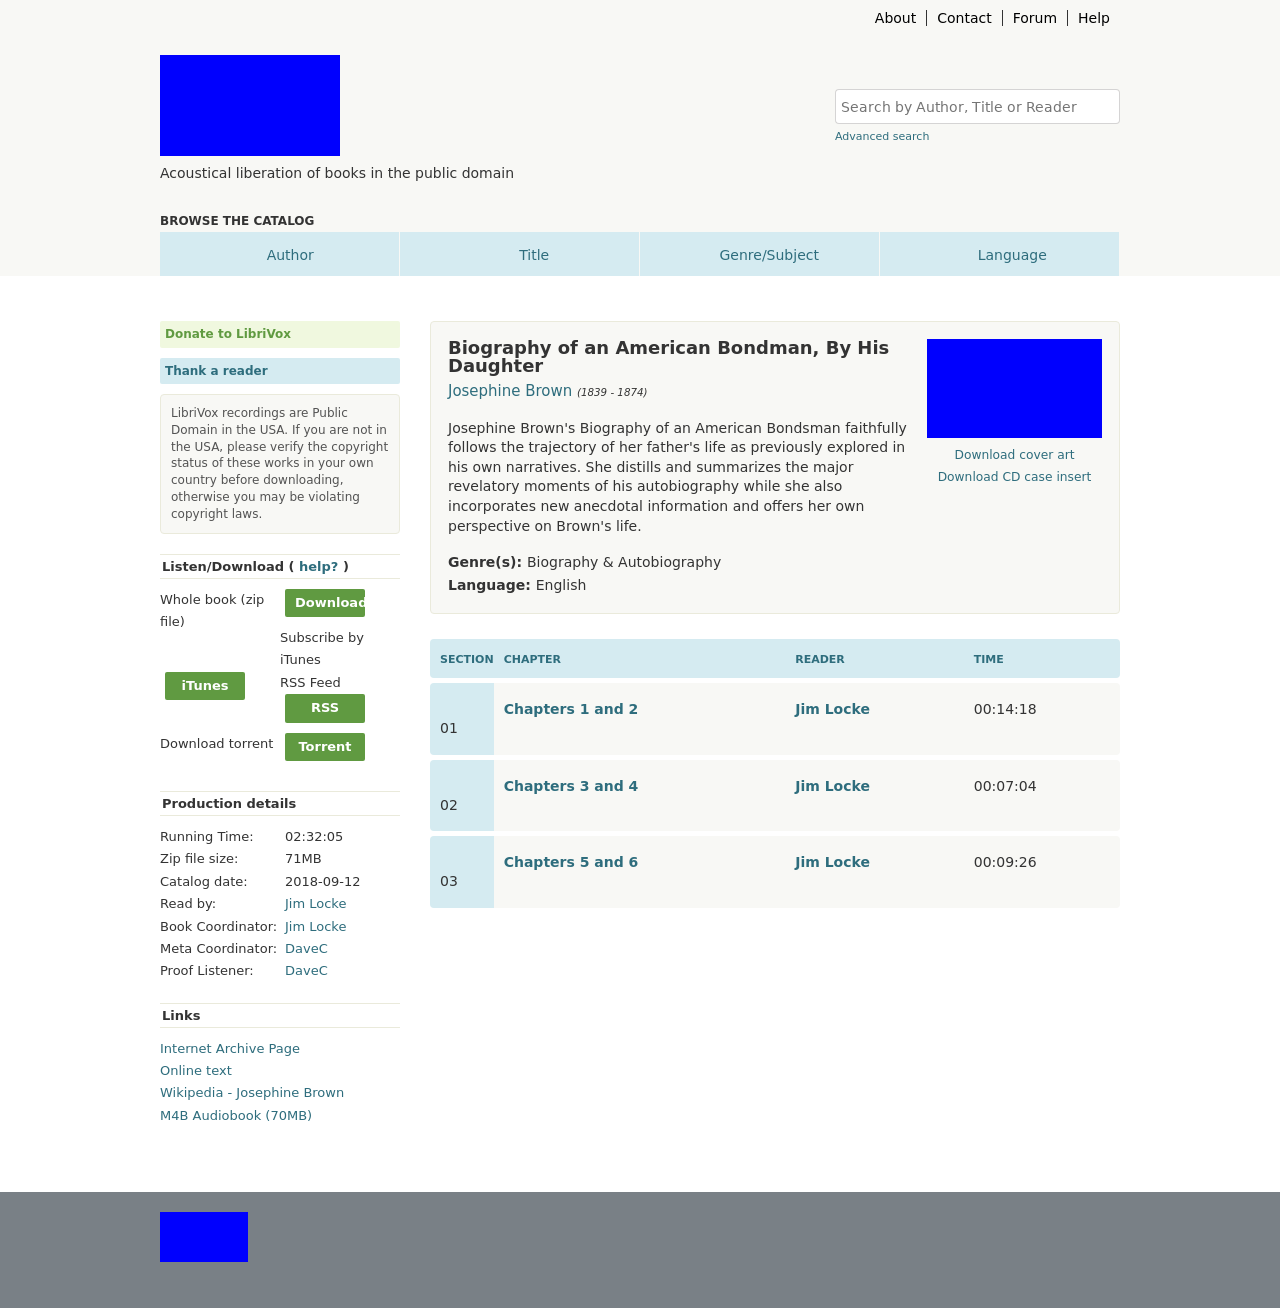 About
Contact
Forum
Help
Search by Author, Title or Reader
Advanced search
Acoustical liberation of books in the public domain
BROWSE THE CATALOG
Author
Title
Genre/Subject
Language
Donate to LibriVox
Thank a reader
LibriVox recordings are Public
Domain in the USA. If you are not in
the USA, please verify the copyright
status of these works in your own
country before downloading,
otherwise you may be violating
copyright laws.
Listen/Download ( help? )
Whole book (zip
file)
Download
Subscribe by
iTunes
iTunes
RSS Feed
RSS
Download torrent
Torrent
Production details
Running Time: 02:32:05
Zip file size: 71MB
Catalog date: 2018-09-12
Read by: Jim Locke
Book Coordinator: Jim Locke
Meta Coordinator: DaveC
Proof Listener: DaveC
Links
Internet Archive Page
Online text
Wikipedia - Josephine Brown
M4B Audiobook (70MB)
Biography of an American Bondman, By His
Daughter
Josephine Brown (1839 - 1874)
Josephine Brown's Biography of an American Bondsman faithfully
follows the trajectory of her father's life as previously explored in
his own narratives. She distills and summarizes the major
revelatory moments of his autobiography while she also
incorporates new anecdotal information and offers her own
perspective on Brown's life.
Genre(s): Biography & Autobiography
Language: English
Download cover art
Download CD case insert
SECTION CHAPTER READER TIME
01 Chapters 1 and 2 Jim Locke 00:14:18
02 Chapters 3 and 4 Jim Locke 00:07:04
03 Chapters 5 and 6 Jim Locke 00:09:26